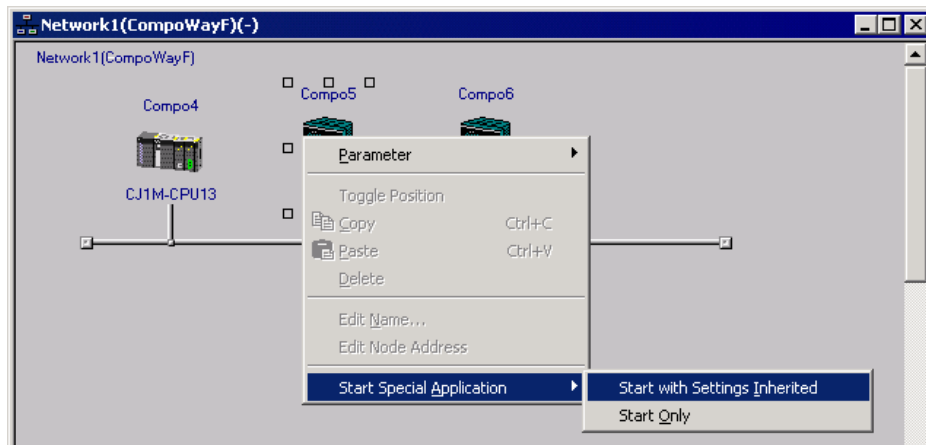 Network1(CompoWayF)(-)
Network1(CompoWayF)
Compo5
Compo6
Compo4
CJ1M-CPU13
Parameter
Toggle Position
Copy Ctrl+C
Paste Ctrl+V
Delete
Edit Name...
Edit Node Address
Start Special Application
Start with Settings Inherited
Start Only